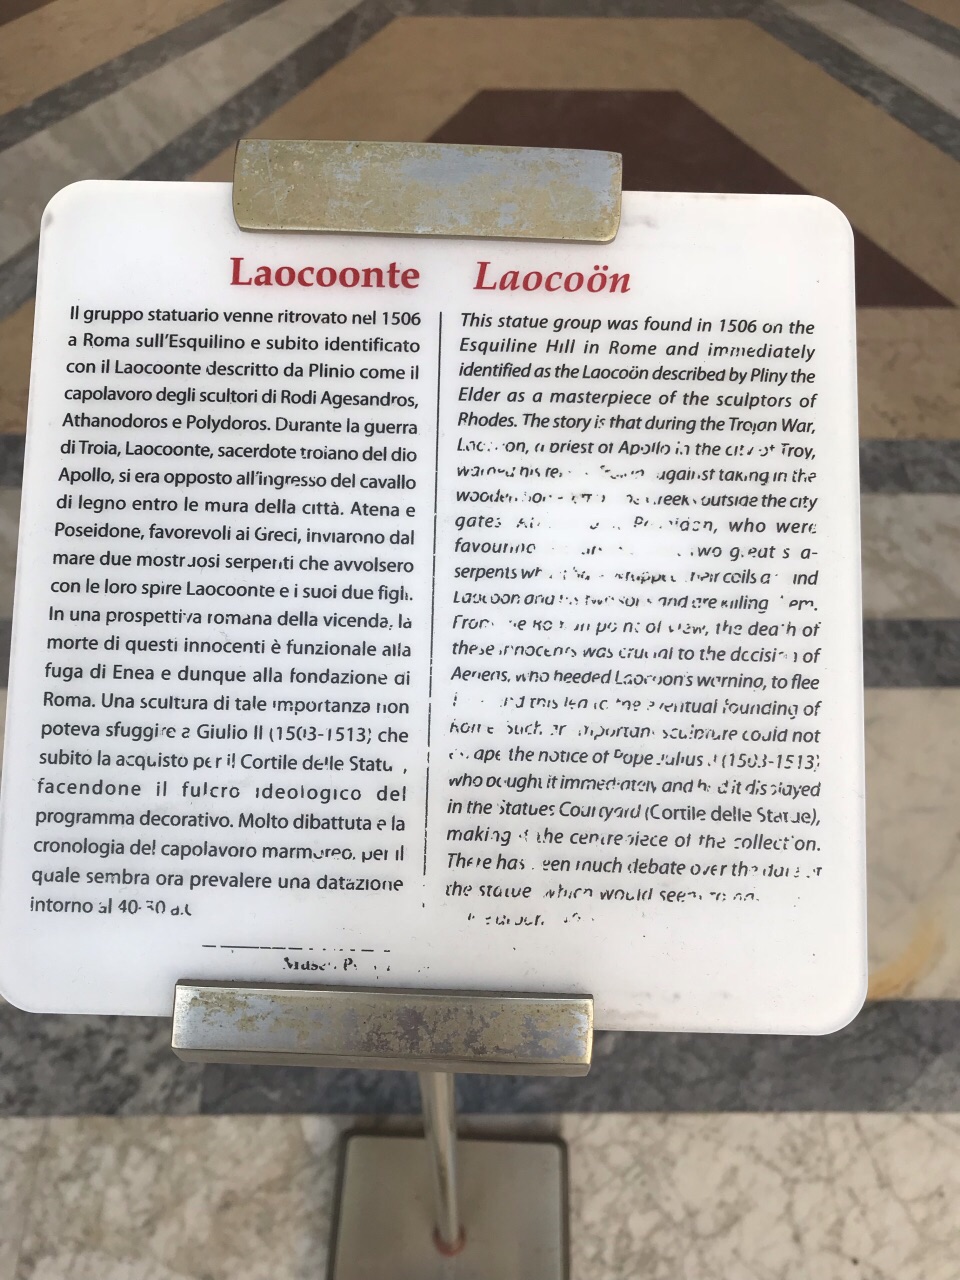 Laocoonte
Il gruppo statuario venne ritrovato nel 1506
a Roma sull'Esquilino e subito identificato
con il Laocoonte descritto da Plinio come il
capolavoro degli scultori di Rodi Agesandros,
Athanodoros e Polydoros. Durante la guerra
di Troia, Laocoonte, sacerdote troiano del dio
Apollo, si era opposto all'ingresso del cavallo
di legno entro le mura della città. Atena e
Poseidone, favorevoli ai Greci, inviarono dal
mare due mostruosi serpenti che avvolsero
con le loro spire Laocoonte e i suoi due figli.
In una prospettiva romana della vicenda, la
morte di questi innocenti è funzionale alla
fuga di Enea e dunque alla fondazione di
Roma. Una scultura di tale importanza non
poteva sfuggire a Giulio II (1503-1513) che
subito la acquisto per il Cortile delle
facendone il fulcro ideologico del
programma decorativo. Molto dibattuta e la
cronologia del capolavoro marmoreo, per il
quale sembra ora prevalere una datazione
intorno al 40-30
Laocoön
This statue group was found in 1506 on the
Esquiline Hill in Rome and immediately
identified as the Laocoön described by Pliny the
Elder as a masterpiece of the sculptors of
Rhodes. The story is that during the Trojan War,
a priest of Apollo in the city of Troy,
warned his against taking in the
wooden outside the city
gates who were
favouring two great
serpents coils
Laocoon and two and are killing
From point of view, the death of
these innocents was crucial to the decision of
Aeneas, who heeded Laocoon's warning, to flee
this led to the eventual founding of
Rome Such important sculpture could not
the notice of Pope Julius (1503-1513)
who bought it immediately and it displayed
in the Statues Courtyard (Cortile delle Statue),
making the centrepiece of the collection.
There has much debate over the
the statue which would seem